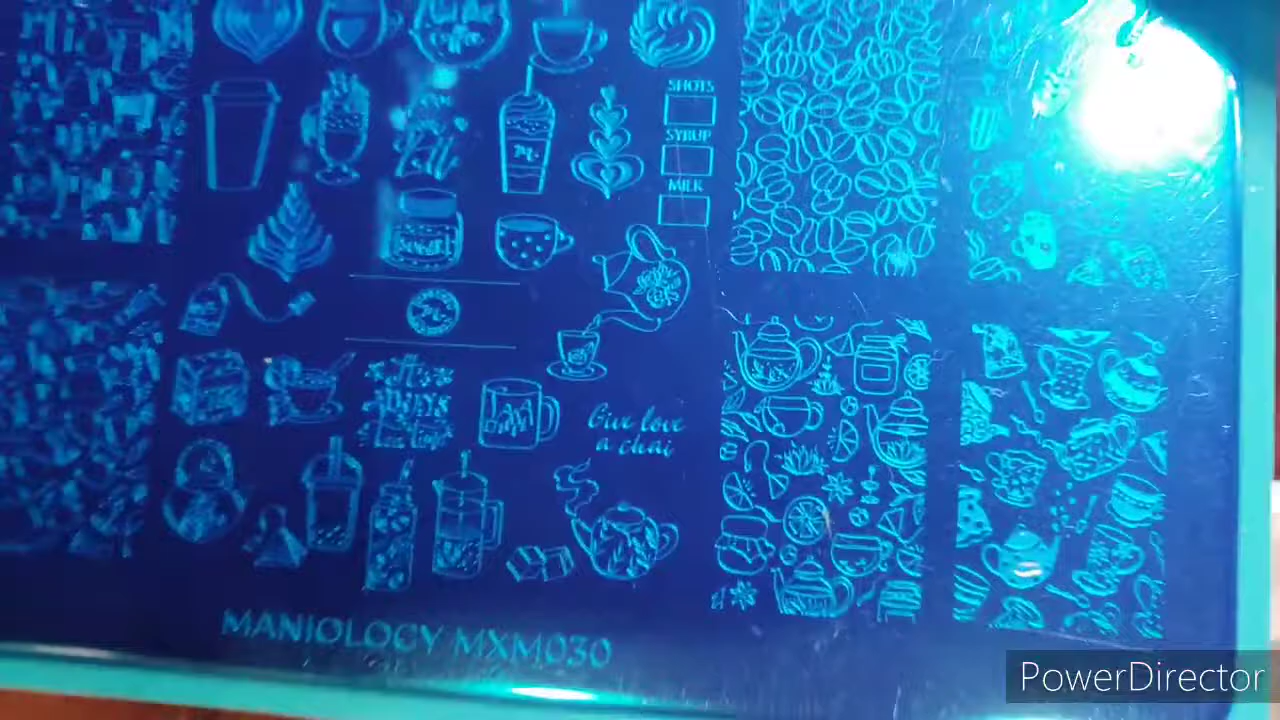 SHOTS
SYRUP
MILK
Give love
a chai
MANIOLOGY MXM030
PowerDirector